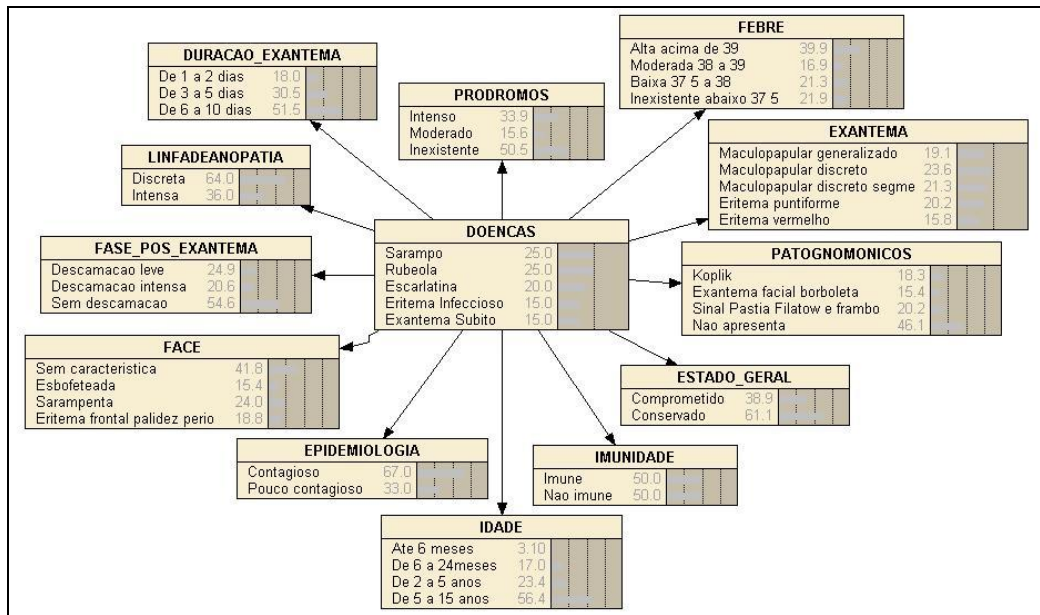 FEBRE
Alta acima de 39 39.9
Moderada 38 a 39 16.9
Baixa 37 5 a 38 21.3
Inexistente abaixo 37 5 21.9
DURACAO_EXANTEMA
De 1 a 2 dias 18.0
De 3 a 5 dias 30.5
De 6 a 10 dias 51.5
PRODROMOS
Intenso 33.9
Moderado 15.6
Inexistente 50.5
EXANTEMA
Maculopapular generalizado 19.1
Maculopapular discreto 23.6
Maculopapular discreto segme 21.3
Eritema puntiforme 20.2
Eritema vermelho 15.8
LINFADEANOPATIA
Discreta 64.0
Intensa 36.0
DOENCAS
Sarampo 25.0
Rubeola 25.0
Escarlatina 20.0
Eritema Infeccioso 15.0
Exantema Subito 15.0
FASE_POS_EXANTEMA
Descamacao leve 24.9
Descamacao intensa 20.6
Sem descamacao 54.6
PATOGNOMONICOS
Koplik 18.3
Exantema facial borboleta 15.4
Sinal Pastia Filatow e frambo 20.2
Nao apresenta 46.1
FACE
Sem caracteristica 41.8
Esbofeteada 15.4
Sarampenta 24.0
Eritema frontal palidez perio 18.8
ESTADO_GERAL
Comprometido 38.9
Conservado 61.1
EPIDEMIOLOGIA
Contagioso 67.0
Pouco contagioso 33.0
IMUNIDADE
Imune 50.0
Nao imune 50.0
IDADE
Ate 6 meses 3.10
De 6 a 24meses 17.0
De 2 a 5 anos 23.4
De 5 a 15 anos 56.4